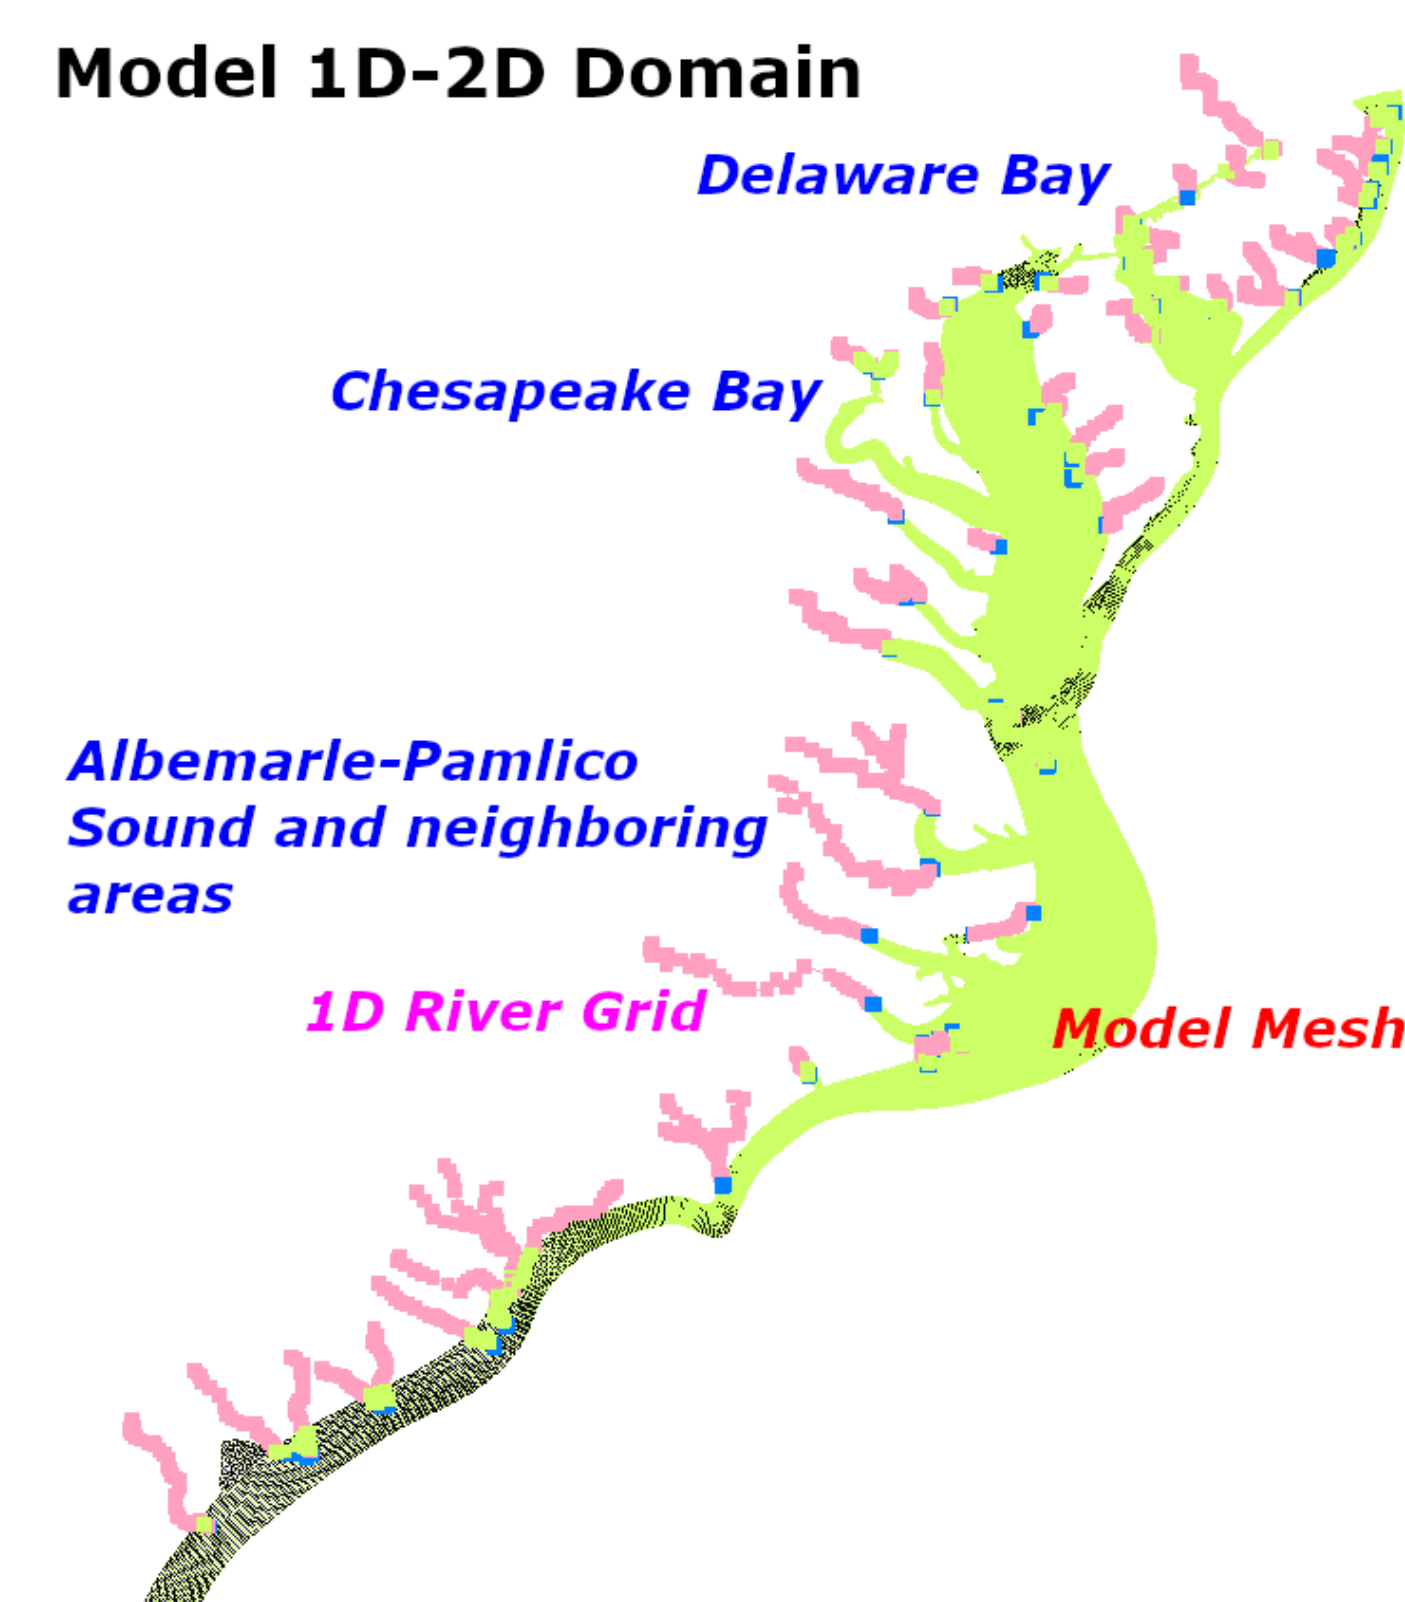 Model 1D-2D Domain
Delaware Bay
Chesapeake Bay
Albemarle-Pamlico
Sound and neighboring
areas
1D River Grid
Model Mesh